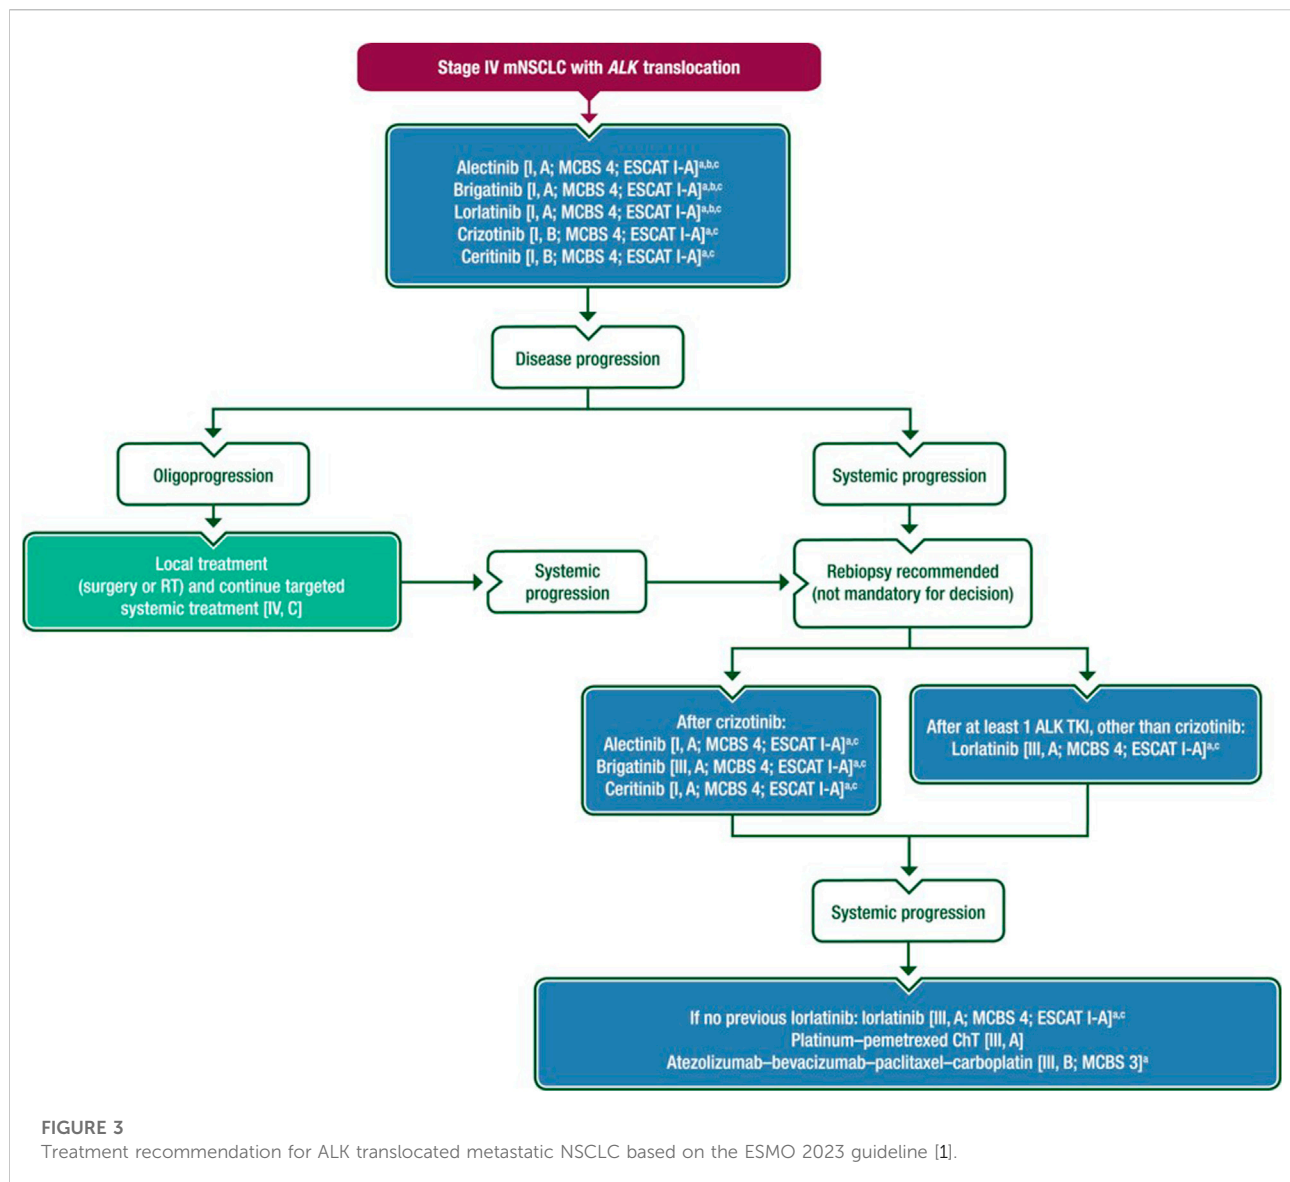 Stage IV mNSCLC with ALK translocation
Alectinib [I, A; MCBS 4; ESCAT I-A]a,b,c
Brigatinib [I, A; MCBS 4; ESCAT I-A]a,b,c
Lorlatinib [I, A; MCBS 4; ESCAT I-A]a,b,c
Crizotinib [I, B; MCBS 4; ESCAT I-A]a,c
Ceritinib [I, B; MCBS 4; ESCAT I-A]a,c
Disease progression
Oligoprogression
Systemic progression
Local treatment
(surgery or RT) and continue targeted
systemic treatment [IV, C]
Systemic
progression
Rebiopsy recommended
(not mandatory for decision)
After crizotinib:
Alectinib [I, A; MCBS 4; ESCAT I-A]a,c
Brigatinib [III, A; MCBS 4; ESCAT I-A]a,c
Ceritinib [I, A; MCBS 4; ESCAT I-A]a,c
After at least 1 ALK TKI, other than crizotinib:
Lorlatinib [III, A; MCBS 4; ESCAT I-A]a,c
Systemic progression
If no previous lorlatinib: lorlatinib [III, A; MCBS 4; ESCAT I-A]a,c
Platinum–pemetrexed ChT [III, A]
Atezolizumab–bevacizumab–paclitaxel–carboplatin [III, B; MCBS 3]a
FIGURE 3
Treatment recommendation for ALK translocated metastatic NSCLC based on the ESMO 2023 guideline [1].